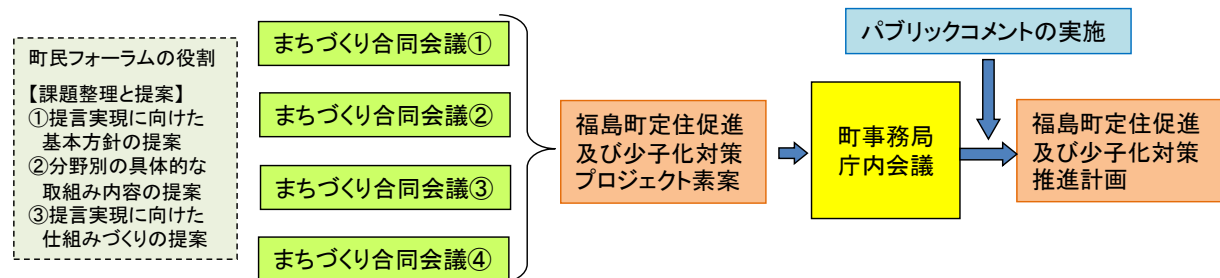 町民フォーラムの役割
【課題整理と提案】
①提言実現に向けた
基本方針の提案
②分野別の具体的な
取組み内容の提案
③提言実現に向けた
仕組みづくりの提案
まちづくり合同会議①
まちづくり合同会議②
まちづくり合同会議③
まちづくり合同会議④
福島町定住促進
及び少子化対策
プロジェクト素案
町事務局
庁内会議
パブリックコメントの実施
福島町定住促進
及び少子化対策
推進計画